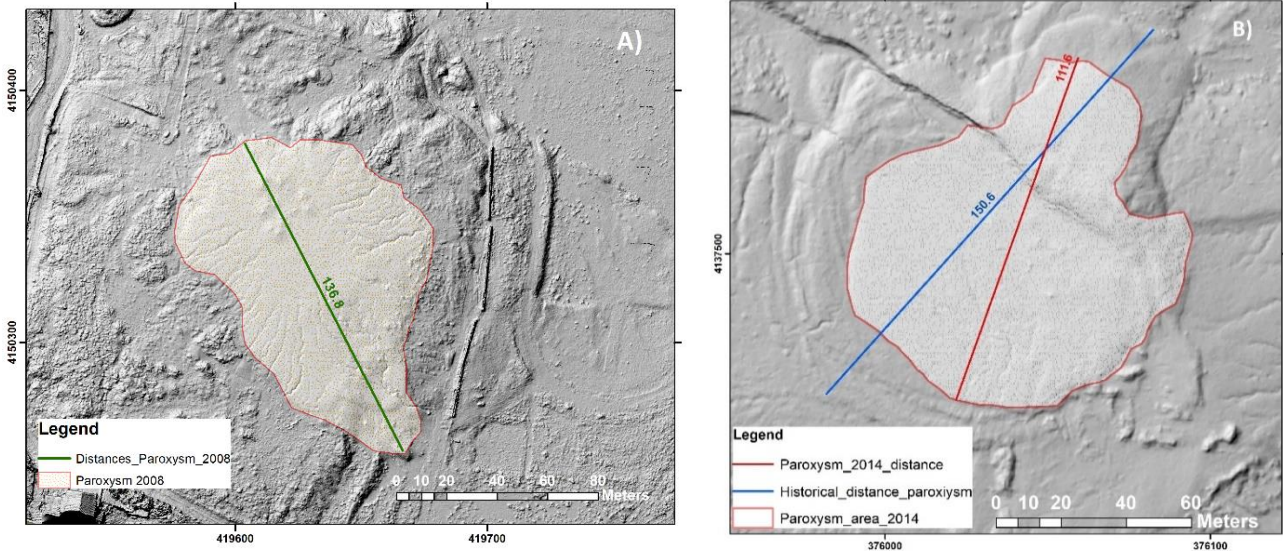 A)
4150400
4150300
136.8
Legend
Distances_Paroxysm_2008
Paroxysm 2008
0 10 20 40 60 80
Meters
419600 419700
B)
4137500
111.6
150.6
Legend
Paroxysm_2014_distance
Historical_distance_paroxiysm
Paroxysm_area_2014
0 10 20 40 60
Meters
376000 376100